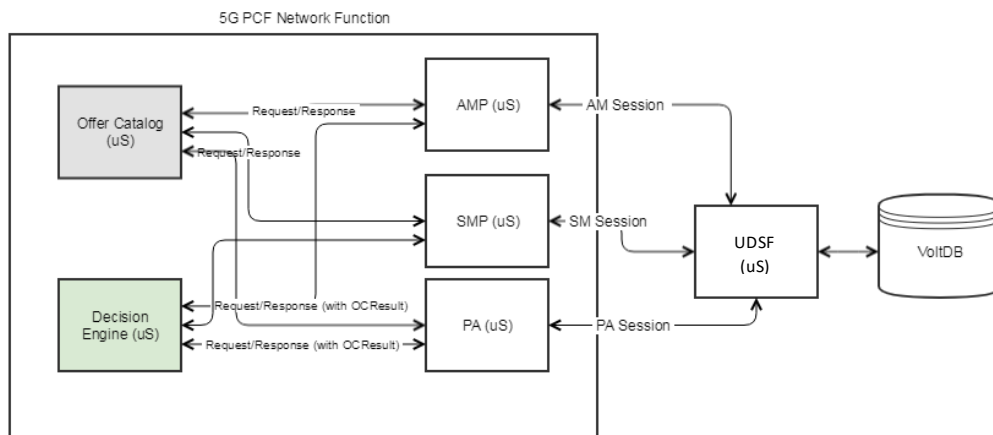 5G PCF Network Function
Offer Catalog
(uS)
Request/Response
Request/Response
AMP (uS)
AM Session
SMP (uS)
SM Session
UDSF
(uS)
VoltDB
Decision
Engine (uS)
Request/Response (with OCResult)
Request/Response (with OCResult)
PA (uS)
PA Session